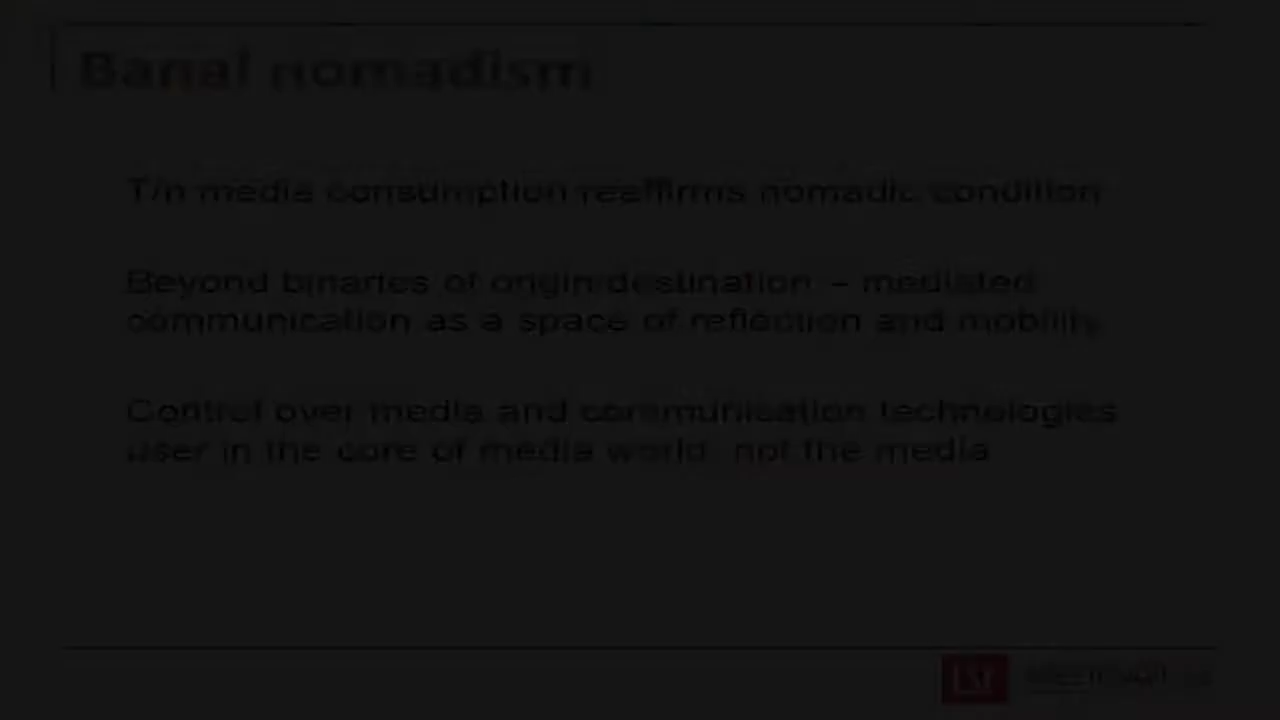 Banal nomadism
T/n media consumption reaffirms nomadic condition
Beyond binaries of origin/destination – mediated
communication as a space of reflection and mobility
Control over media and communication technologies
user in the core of media world, not the media